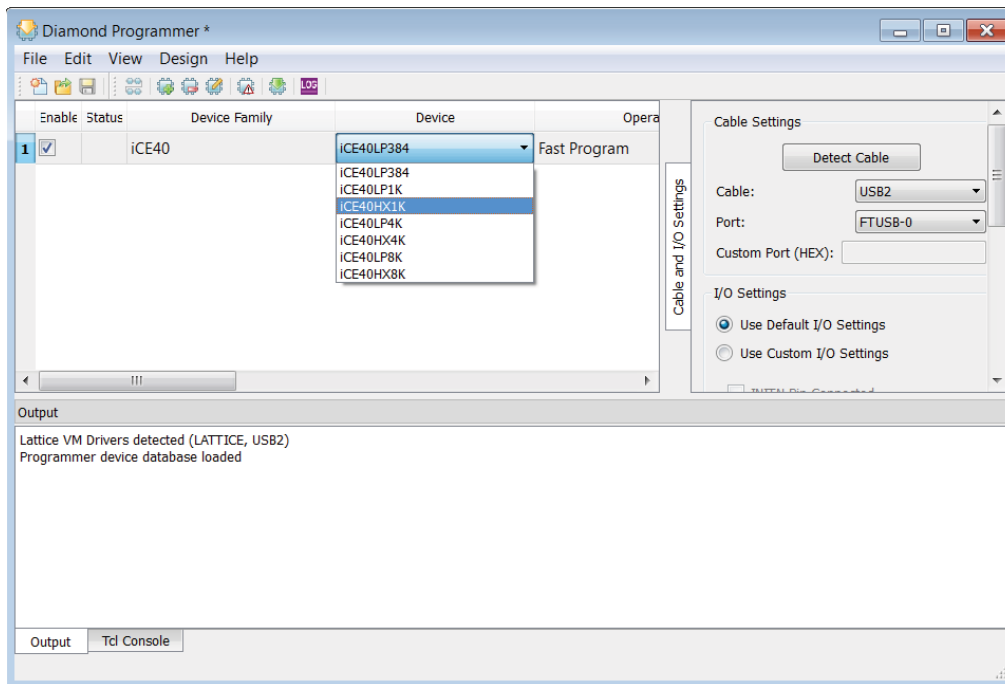 Diamond Programmer *
File Edit View Design Help
LOG
Enable Status Device Family Device Opera
1 iCE40 iCE40LP384 Fast Program
iCE40LP384
iCE40LP1K
iCE40HX1K
iCE40LP4K
iCE40HX4K
iCE40LP8K
iCE40HX8K
Cable and I/O Settings
Cable Settings
Detect Cable
Cable: USB2
Port: FTUSB-0
Custom Port (HEX):
I/O Settings
Use Default I/O Settings
Use Custom I/O Settings
Output
Lattice VM Drivers detected (LATTICE, USB2)
Programmer device database loaded
Output Tcl Console